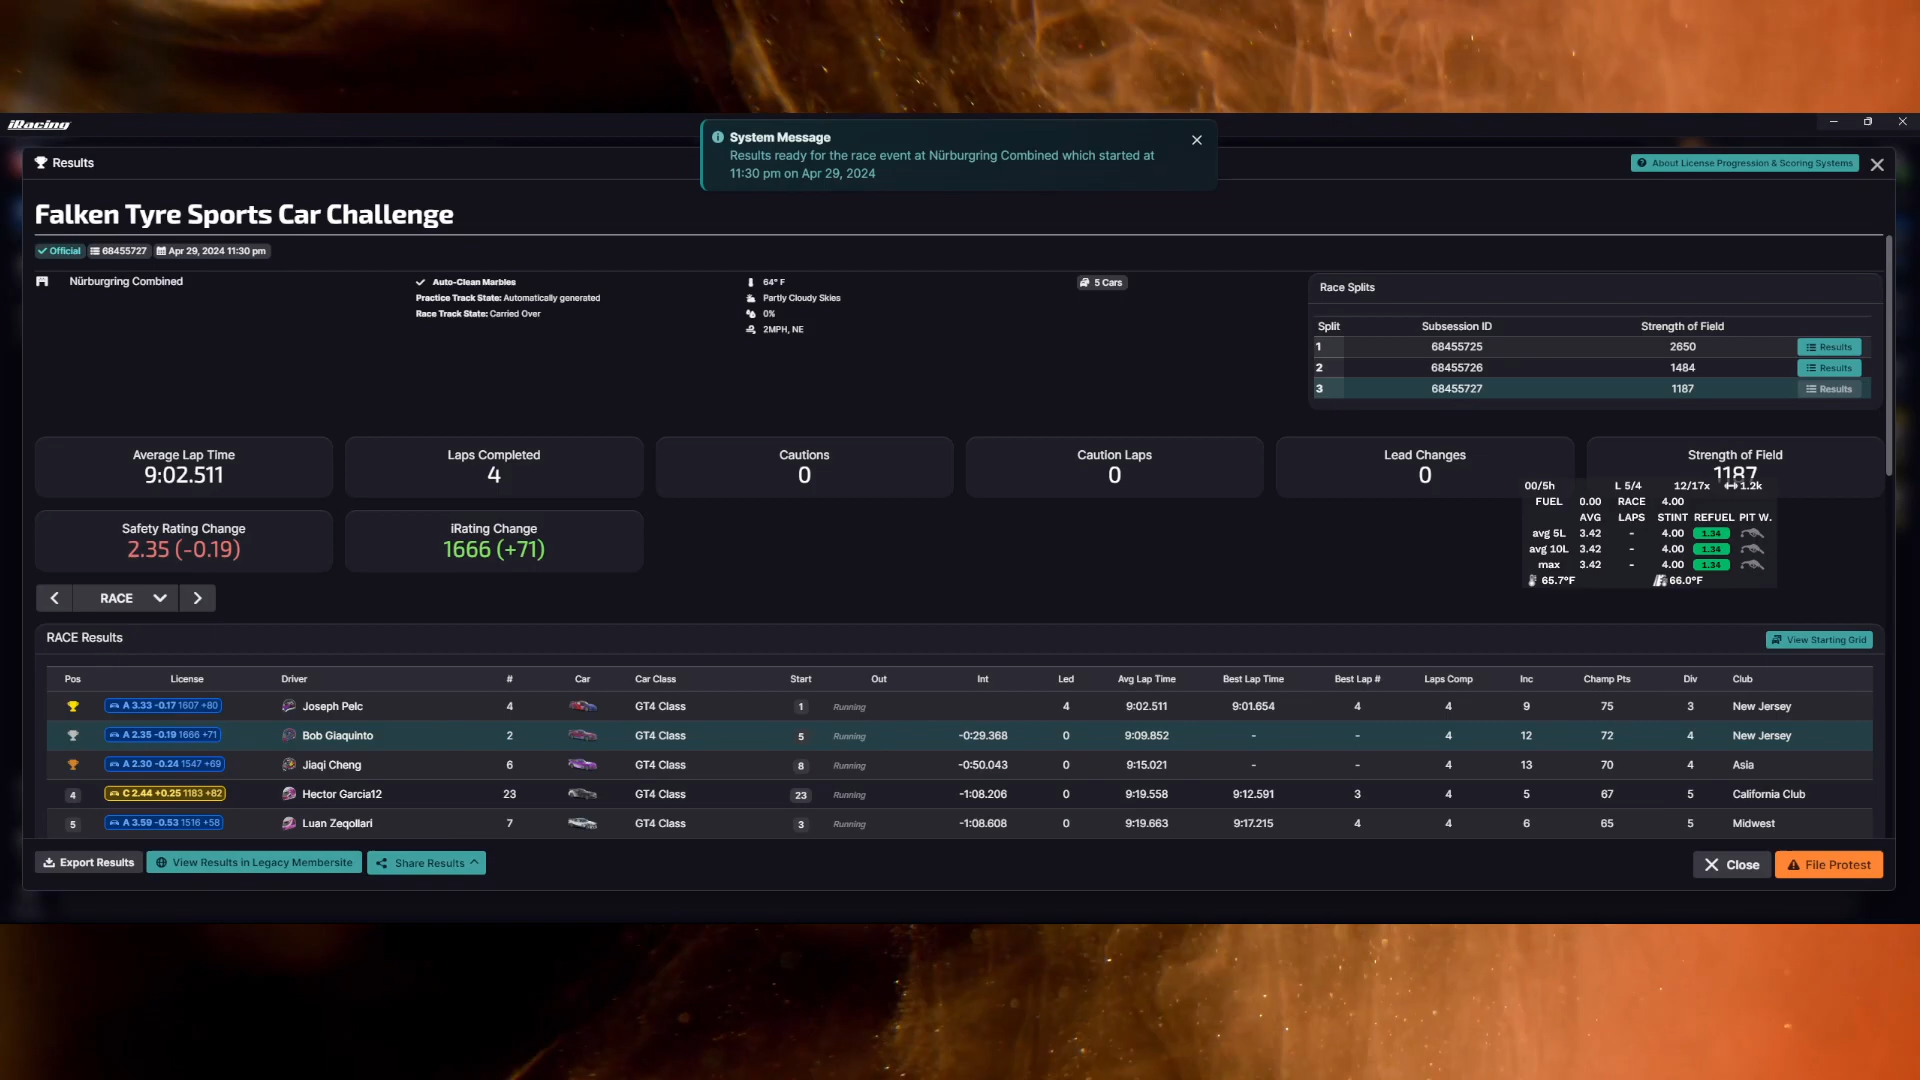 iRacing
System Message
Results ready for the race event at Nürburgring Combined which started at
11:30 pm on Apr 29, 2024
Results
About License Progression & Scoring Systems
Falken Tyre Sports Car Challenge
Official 68455727 Apr 29, 2024 11:30 pm
Nürburgring Combined
Auto-Clean Marbles
Practice Track State: Automatically generated
Race Track State: Carried Over
64° F
Partly Cloudy Skies
0%
2MPH, NE
5 Cars
Race Splits
Split Subsession ID Strength of Field
1 68455725 2650 Results
2 68455726 1484 Results
3 68455727 1187 Results
Average Lap Time
9:02.511
Laps Completed
4
Cautions
0
Caution Laps
0
Lead Changes
0
Strength of Field
1187
Safety Rating Change
2.35 (-0.19)
iRating Change
1666 (+71)
00/5h L 5/4 12/17x 1.2k
FUEL 0.00 RACE 4.00
AVG LAPS STINT REFUEL PIT W.
avg 5L 3.42 - 4.00 1.34
avg 10L 3.42 - 4.00 1.34
max 3.42 - 4.00 1.34
65.7°F 66.0°F
RACE
RACE Results
View Starting Grid
Pos License Driver # Car Car Class Start Out Int Led Avg Lap Time Best Lap Time Best Lap # Laps Comp Inc Champ Pts Div Club
A 3.33 -0.17 1607 +80 Joseph Pelc 4 GT4 Class 1 Running 4 9:02.511 9:01.654 4 4 9 75 3 New Jersey
A 2.35 -0.19 1666 +71 Bob Giaquinto 2 GT4 Class 5 Running -0:29.368 0 9:09.852 - - 4 12 72 4 New Jersey
A 2.30 -0.24 1547 +69 Jiaqi Cheng 6 GT4 Class 8 Running -0:50.043 0 9:15.021 - - 4 13 70 4 Asia
4 C 2.44 +0.25 1183 +82 Hector Garcia12 23 GT4 Class 23 Running -1:08.206 0 9:19.558 9:12.591 3 4 5 67 5 California Club
5 A 3.59 -0.53 1516 +58 Luan Zeqollari 7 GT4 Class 3 Running -1:08.608 0 9:19.663 9:17.215 4 4 6 65 5 Midwest
Export Results View Results in Legacy Membersite Share Results
Close File Protest